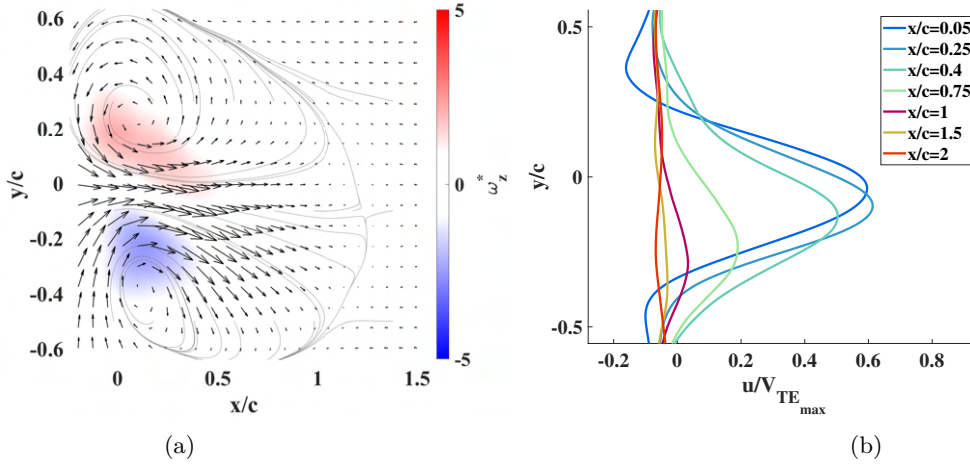 0.6
0.4
0.2
0
-0.2
-0.4
-0.6
y/c
0
0.5
1
1.5
x/c
5
0
-5
ω*z
(a)
0.5
0
-0.5
y/c
-0.2
0
0.2
0.4
0.6
0.8
u/VTEmax
x/c=0.05
x/c=0.25
x/c=0.4
x/c=0.75
x/c=1
x/c=1.5
x/c=2
(b)